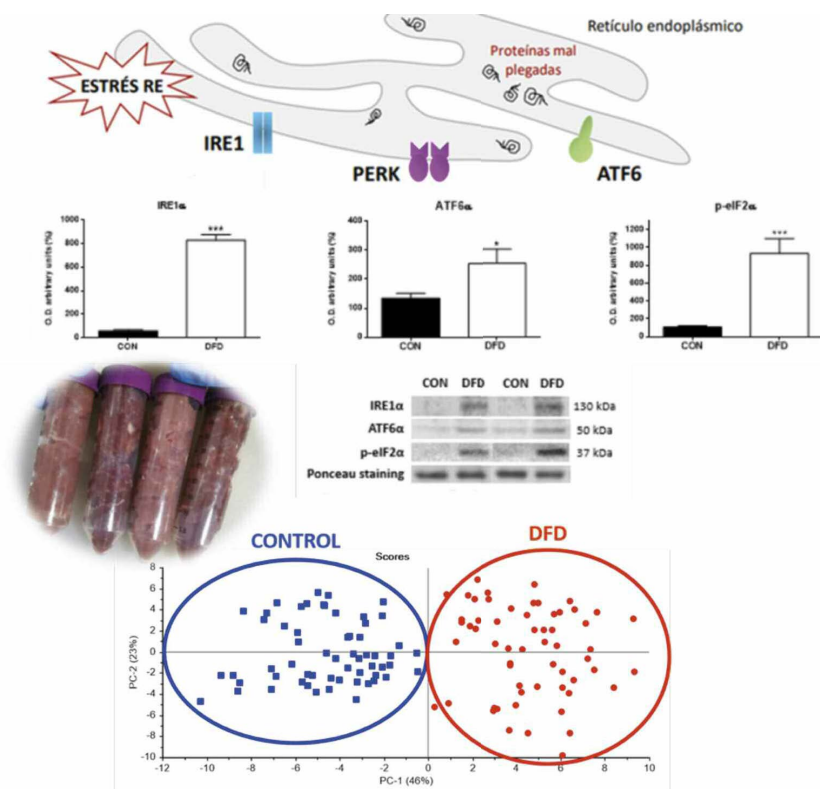 Retículo endoplásmico
Proteínas mal
plegadas
ESTRÉS RE
IRE1
PERK
ATF6
IRE1α
O.D. arbitrary units (%)
1000
800
600
400
200
0
***
CON
DFD
ATF6α
O.D. arbitrary units (%)
400
300
200
100
0
*
CON
DFD
p-eIF2α
O.D. arbitrary units (%)
1200
1000
800
600
400
200
0
***
CON
DFD
CON DFD CON DFD
IRE1α 130 kDa
ATF6α 50 kDa
p-eIF2α 37 kDa
Ponceau staining
CONTROL
DFD
Scores
PC-2 (23%)
8
6
4
2
0
-2
-4
-6
-8
-10
-12 -10 -8 -6 -4 -2 0 2 4 6 8 10
PC-1 (46%)